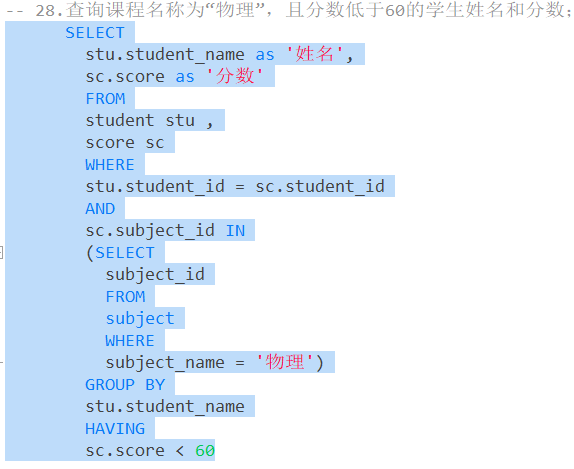 -- 28.查询课程名称为“物理”，且分数低于60的学生姓名和分数；
SELECT
stu.student_name as '姓名',
sc.score as '分数'
FROM
student stu ,
score sc
WHERE
stu.student_id = sc.student_id
AND
sc.subject_id IN
(SELECT
subject_id
FROM
subject
WHERE
subject_name = '物理')
GROUP BY
stu.student_name
HAVING
sc.score < 60